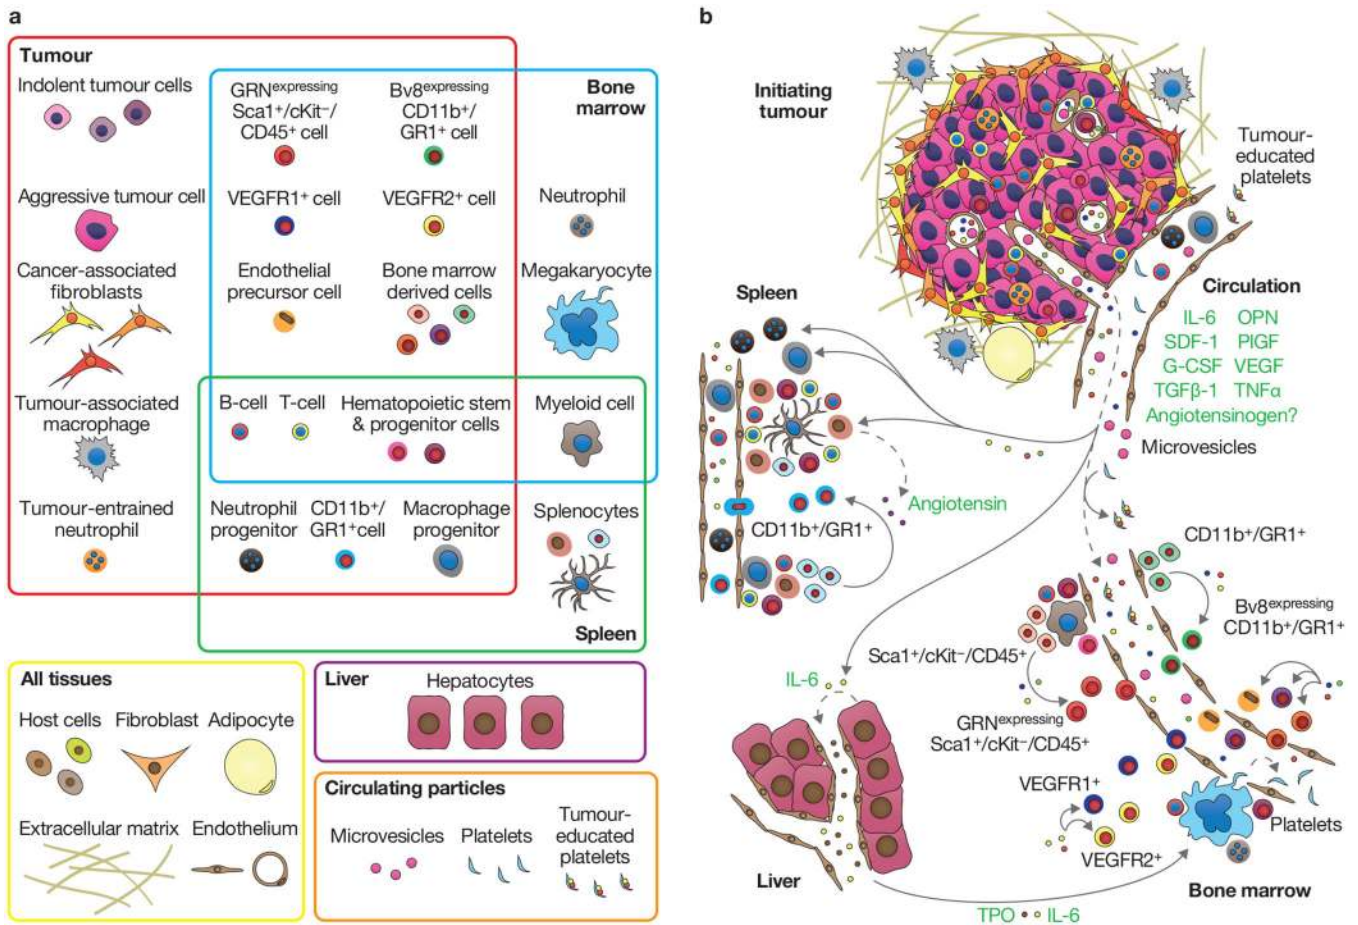 a
Tumour
Indolent tumour cells
GRNexpressing
Sca1+/cKit–/
CD45+ cell
Bv8expressing
CD11b+/
GR1+ cell
Bone
marrow
Aggressive tumour cell
VEGFR1+ cell
VEGFR2+ cell
Neutrophil
Cancer-associated
fibroblasts
Endothelial
precursor cell
Bone marrow
derived cells
Megakaryocyte
Tumour-associated
macrophage
B-cell
T-cell
Hematopoietic stem
& progenitor cells
Myeloid cell
Tumour-entrained
neutrophil
Neutrophil
progenitor
CD11b+/
GR1+cell
Macrophage
progenitor
Splenocytes
Spleen
All tissues
Host cells
Fibroblast
Adipocyte
Extracellular matrix
Endothelium
Liver
Hepatocytes
Circulating particles
Microvesicles
Platelets
Tumour-
educated
platelets
b
Initiating
tumour
Tumour-
educated
platelets
Spleen
Circulation
IL-6 OPN
SDF-1 PlGF
G-CSF VEGF
TGFβ-1 TNFα
Angiotensinogen?
Microvesicles
Angiotensin
CD11b+/GR1+
CD11b+/GR1+
Bv8expressing
CD11b+/GR1+
Sca1+/cKit–/CD45+
IL-6
GRNexpressing
Sca1+/cKit–/CD45+
VEGFR1+
VEGFR2+
Platelets
Liver
Bone marrow
TPO
IL-6